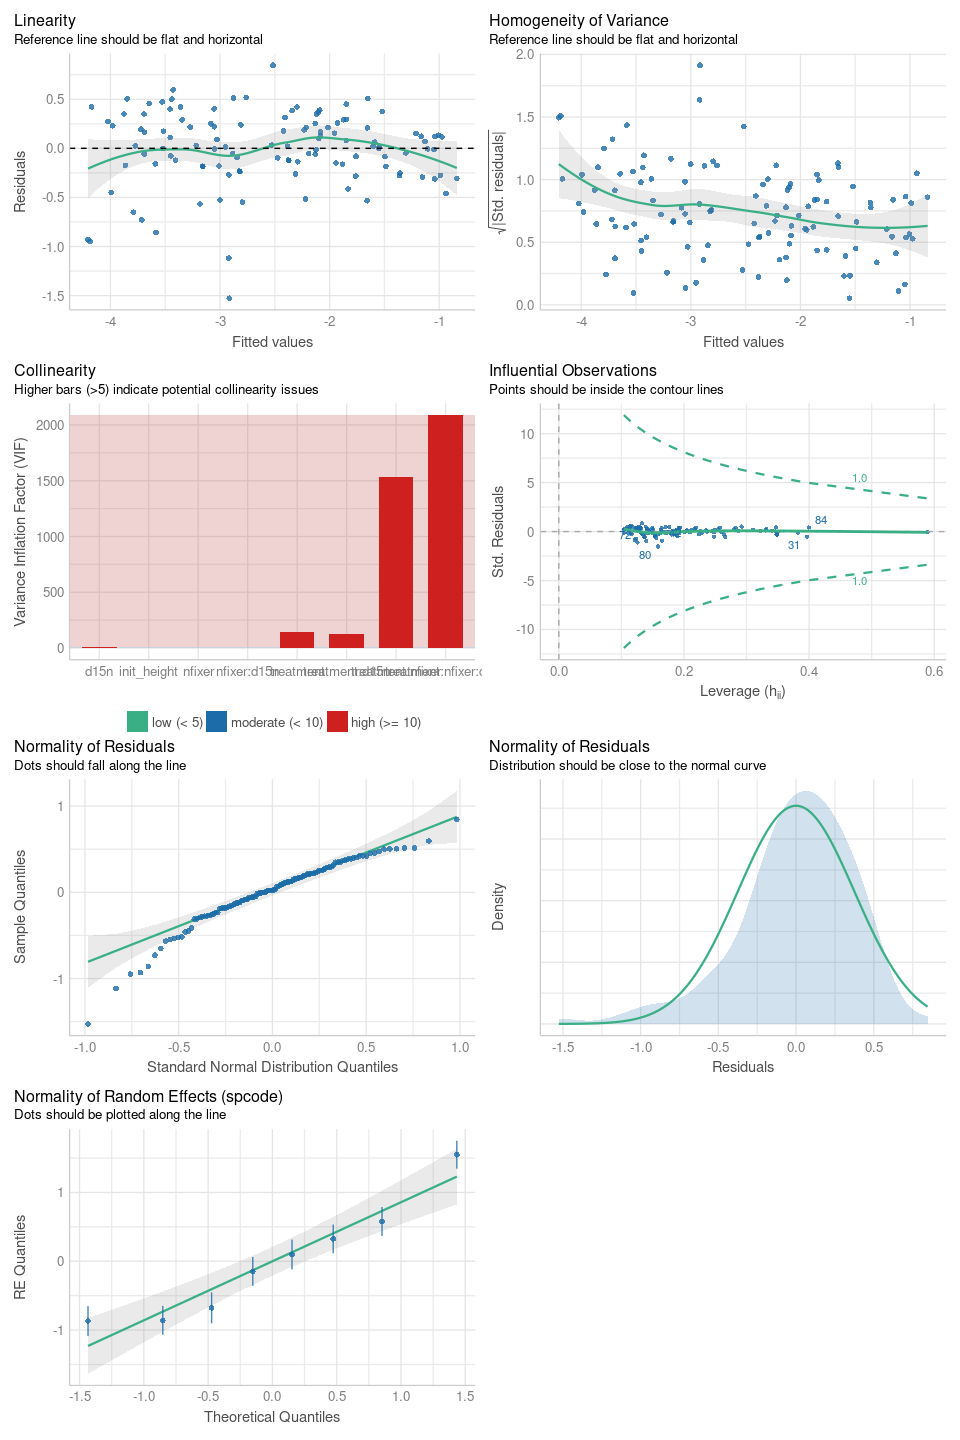 Linearity
Reference line should be flat and horizontal
Residuals
0.5
0.0
-0.5
-1.0
-1.5
-4
-3
-2
-1
Fitted values
Homogeneity of Variance
Reference line should be flat and horizontal
√|Std. residuals|
2.0
1.5
1.0
0.5
0.0
-4
-3
-2
-1
Fitted values
Collinearity
Higher bars (>5) indicate potential collinearity issues
Variance Inflation Factor (VIF)
2000
1500
1000
500
0
d15n init_height nfixer nfixer:d15n
low (< 5) moderate (< 10) high (>= 10)
Influential Observations
Points should be inside the contour lines
Std. Residuals
10
5
0
-5
-10
1.0
84
31
80
1.0
0.0
0.2
0.4
0.6
Leverage (hii)
Normality of Residuals
Dots should fall along the line
Sample Quantiles
1
0
-1
-1.0
-0.5
0.0
0.5
1.0
Standard Normal Distribution Quantiles
Normality of Residuals
Distribution should be close to the normal curve
Density
-1.5
-1.0
-0.5
0.0
0.5
Residuals
Normality of Random Effects (spcode)
Dots should be plotted along the line
RE Quantiles
1
0
-1
-1.5
-1.0
-0.5
0.0
0.5
1.0
1.5
Theoretical Quantiles